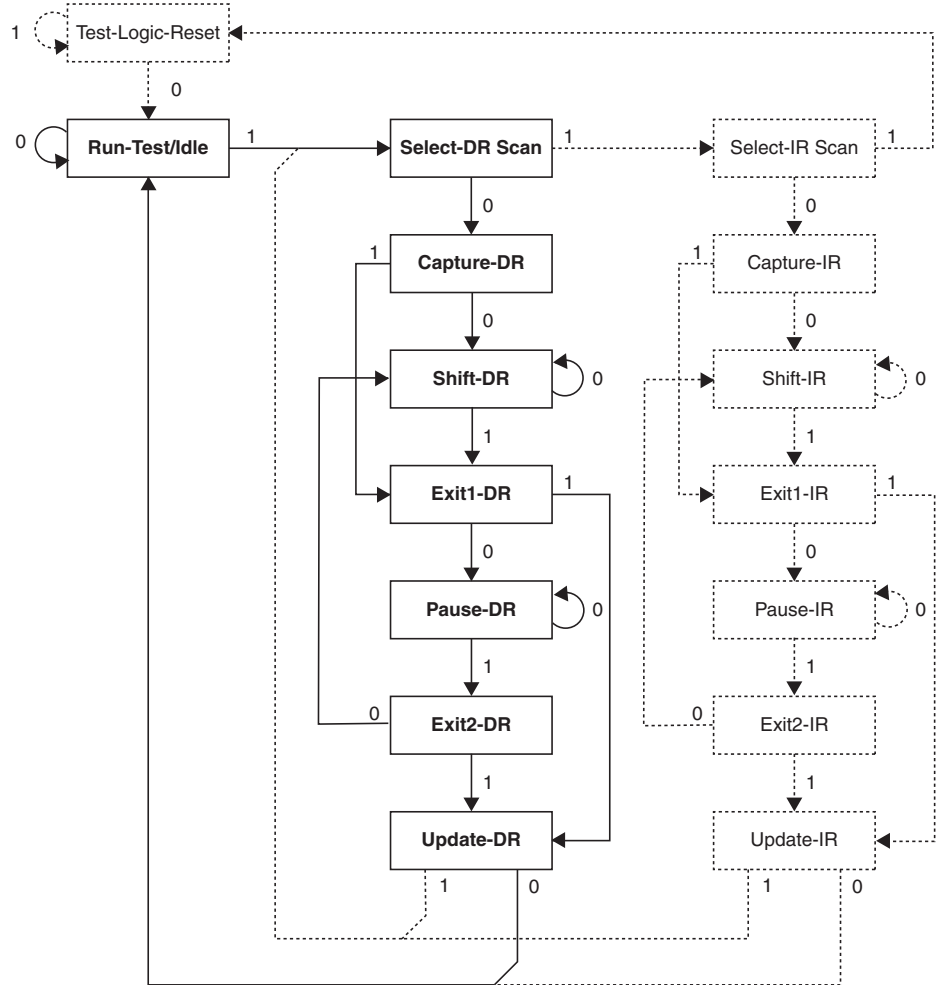 1
Test-Logic-Reset
0
0
Run-Test/Idle
1
Select-DR Scan
1
Select-IR Scan
1
0
0
1
Capture-DR
1
Capture-IR
0
0
Shift-DR
0
Shift-IR
0
1
1
Exit1-DR
1
Exit1-IR
1
0
0
Pause-DR
0
Pause-IR
0
1
1
0
Exit2-DR
0
Exit2-IR
1
1
Update-DR
Update-IR
1
0
1
0